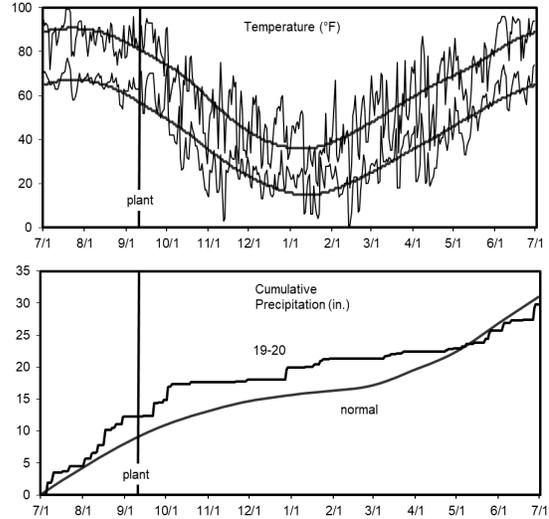 100
Temperature (°F)
80
60
40
20
plant
0
7/1 8/1 9/1 10/1 11/1 12/1 1/1 2/1 3/1 4/1 5/1 6/1 7/1
35
Cumulative
Precipitation (in.)
30
25
19-20
20
15
normal
10
5
plant
0
7/1 8/1 9/1 10/1 11/1 12/1 1/1 2/1 3/1 4/1 5/1 6/1 7/1